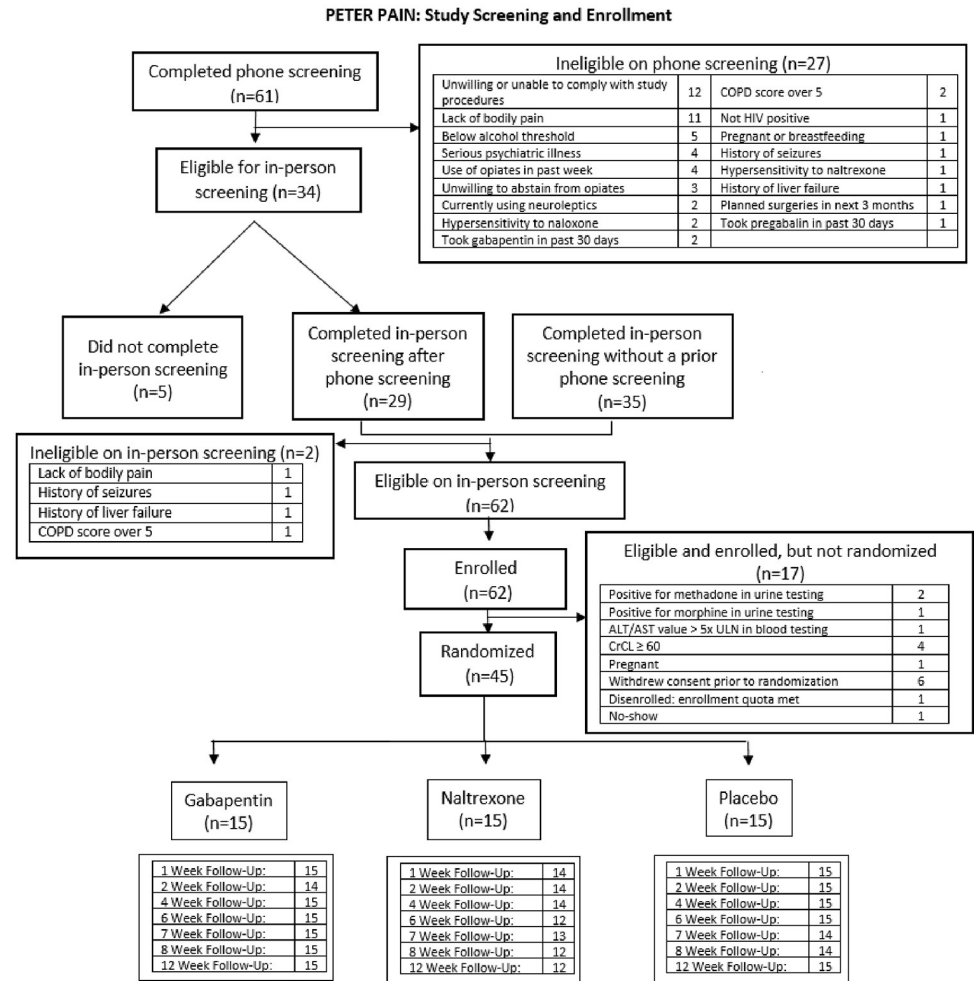 PETER PAIN: Study Screening and Enrollment
Completed phone screening
(n=61)
Ineligible on phone screening (n=27)
Unwilling or unable to comply with study
procedures 12 COPD score over 5 2
Lack of bodily pain 11 Not HIV positive 1
Below alcohol threshold 5 Pregnant or breastfeeding 1
Serious psychiatric illness 4 History of seizures 1
Use of opiates in past week 4 Hypersensitivity to naltrexone 1
Unwilling to abstain from opiates 3 History of liver failure 1
Currently using neuroleptics 2 Planned surgeries in next 3 months 1
Hypersensitivity to naloxone 2 Took pregabalin in past 30 days 1
Took gabapentin in past 30 days 2
Eligible for in-person
screening (n=34)
Did not complete
in-person screening
(n=5)
Completed in-person
screening after
phone screening
(n=29)
Completed in-person
screening without a prior
phone screening
(n=35)
Ineligible on in-person screening (n=2)
Lack of bodily pain 1
History of seizures 1
History of liver failure 1
COPD score over 5 1
Eligible on in-person screening
(n=62)
Enrolled
(n=62)
Eligible and enrolled, but not randomized
(n=17)
Positive for methadone in urine testing 2
Positive for morphine in urine testing 1
ALT/AST value > 5x ULN in blood testing 1
CrCL ≥ 60 4
Pregnant 1
Withdrew consent prior to randomization 6
Disenrolled: enrollment quota met 1
No-show 1
Randomized
(n=45)
Gabapentin
(n=15)
Naltrexone
(n=15)
Placebo
(n=15)
1 Week Follow-Up: 15
2 Week Follow-Up: 14
4 Week Follow-Up: 15
6 Week Follow-Up: 15
7 Week Follow-Up: 15
8 Week Follow-Up: 15
12 Week Follow-Up: 15
1 Week Follow-Up: 14
2 Week Follow-Up: 14
4 Week Follow-Up: 14
6 Week Follow-Up: 12
7 Week Follow-Up: 13
8 Week Follow-Up: 12
12 Week Follow-Up: 12
1 Week Follow-Up: 15
2 Week Follow-Up: 15
4 Week Follow-Up: 15
6 Week Follow-Up: 15
7 Week Follow-Up: 14
8 Week Follow-Up: 14
12 Week Follow-Up: 15